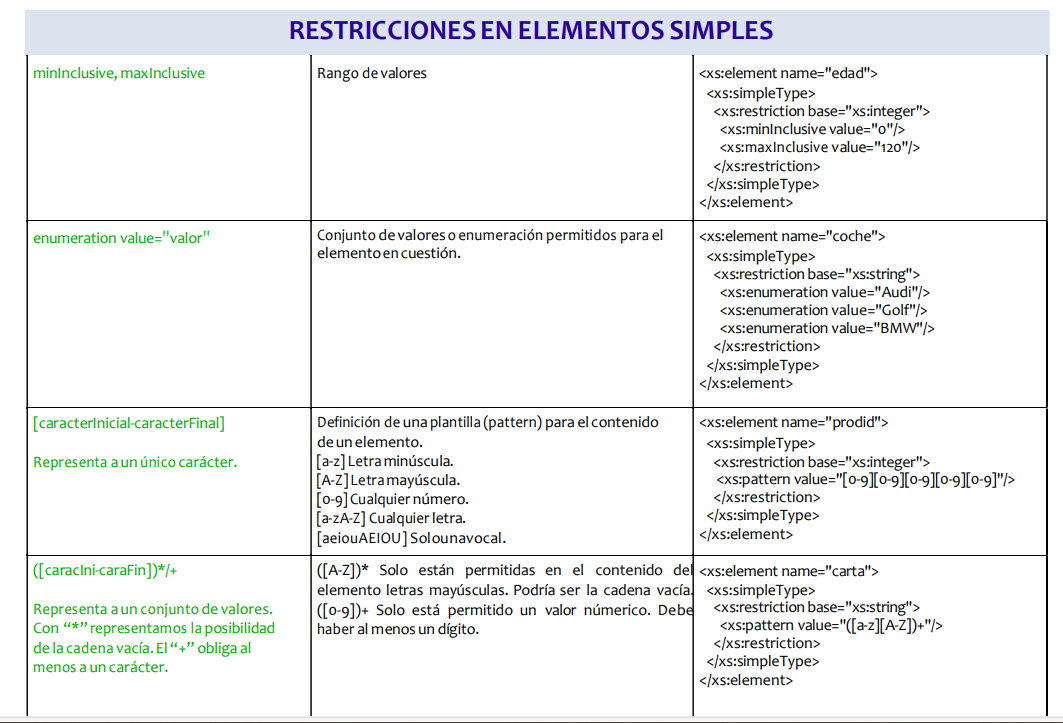 RESTRICCIONES EN ELEMENTOS SIMPLES
minInclusive, maxInclusive
Rango de valores
<xs:element name="edad">
<xs:simpleType>
<xs:restriction base="xs:integer">
<xs:minInclusive value="0"/>
<xs:maxInclusive value="120"/>
</xs:restriction>
</xs:simpleType>
</xs:element>
enumeration value="valor"
Conjunto de valores o enumeración permitidos para el
elemento en cuestión.
<xs:element name="coche">
<xs:simpleType>
<xs:restriction base="xs:string">
<xs:enumeration value="Audi"/>
<xs:enumeration value="Golf"/>
<xs:enumeration value="BMW"/>
</xs:restriction>
</xs:simpleType>
</xs:element>
[caracterInicial-caracterFinal]
Representa a un único carácter.
Definición de una plantilla (pattern) para el contenido
de un elemento.
[a-z] Letra minúscula.
[A-Z] Letra mayúscula.
[0-9] Cualquier número.
[a-zA-Z] Cualquier letra.
[aeiouAEIOU] Solo una vocal.
<xs:element name="prodid">
<xs:simpleType>
<xs:restriction base="xs:integer">
<xs:pattern value="[0-9][0-9][0-9][0-9][0-9]"/>
</xs:restriction>
</xs:simpleType>
</xs:element>
([caracIni-caraFin])*/+
Representa a un conjunto de valores.
Con “*” representamos la posibilidad
de la cadena vacía. El “+” obliga al
menos a un carácter.
([A-Z])* Solo están permitidas en el contenido del
elemento letras mayúsculas. Podría ser la cadena vacía.
([0-9])+ Solo está permitido un valor númerico. Debe
haber al menos un dígito.
<xs:element name="carta">
<xs:simpleType>
<xs:restriction base="xs:string">
<xs:pattern value="([a-z][A-Z])+"/>
</xs:restriction>
</xs:simpleType>
</xs:element>